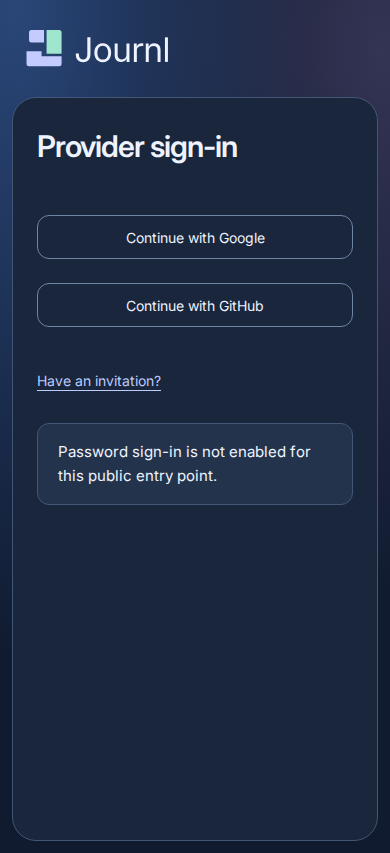 Journl
Provider sign-in
Continue with Google
Continue with GitHub
Have an invitation?
Password sign-in is not enabled for
this public entry point.